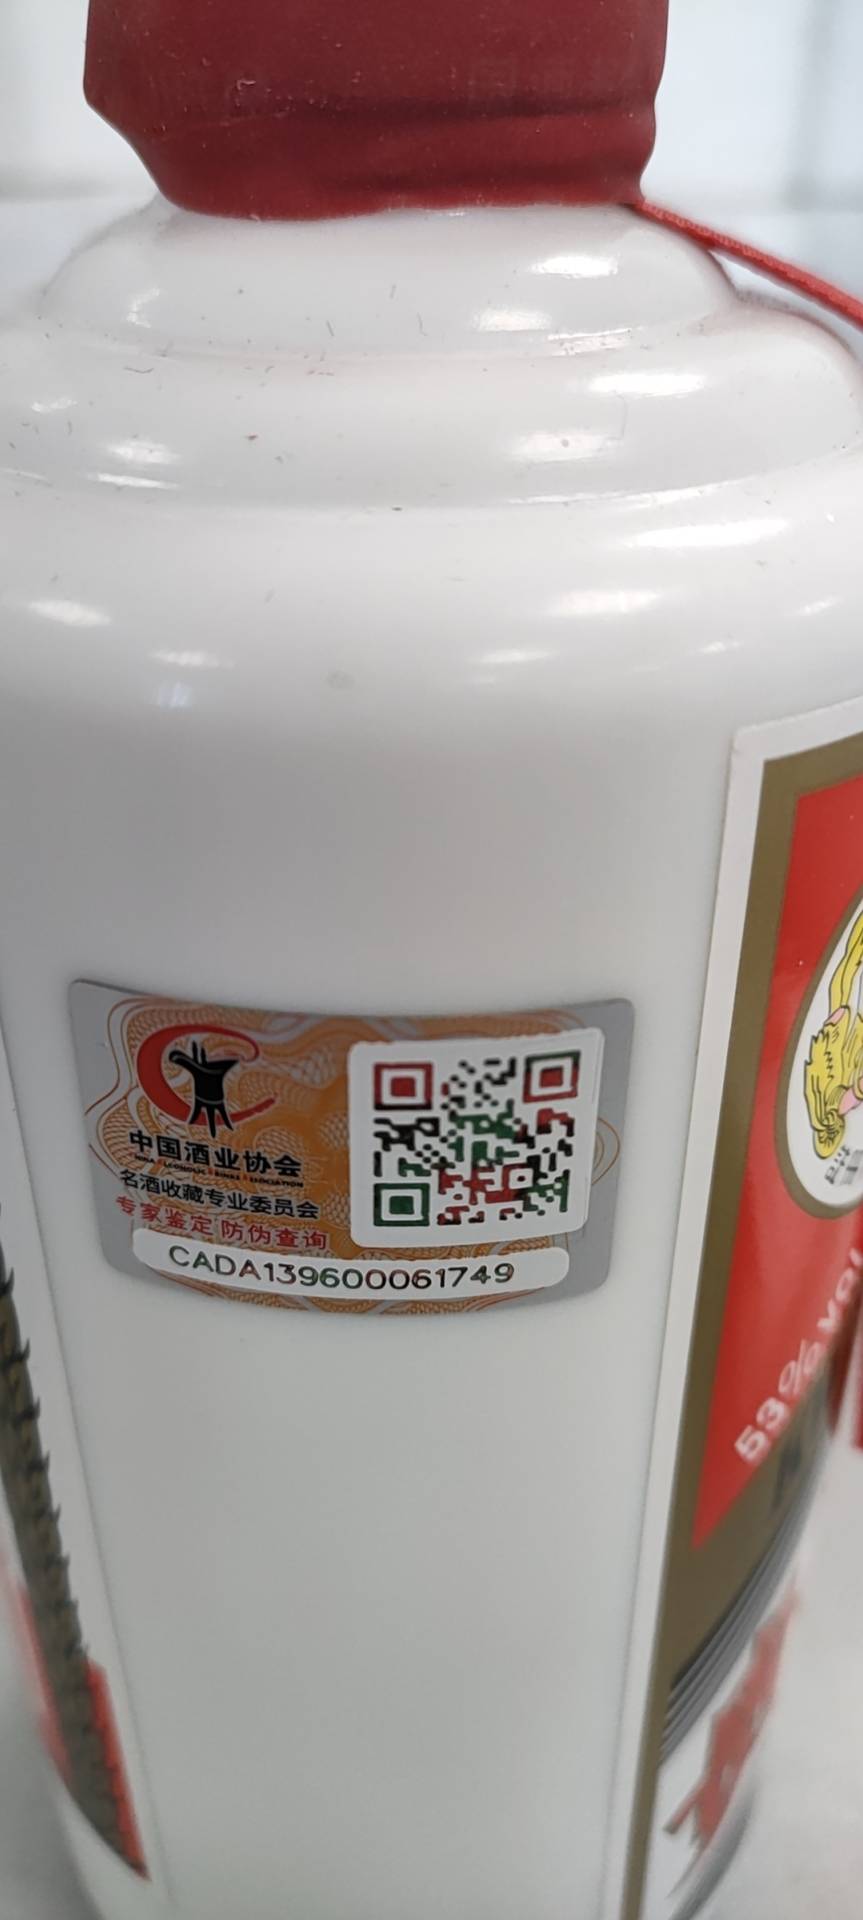 中国酒业协会
名酒收藏专业委员会
专家鉴定 防伪查询
CADA139600061749
53% vol